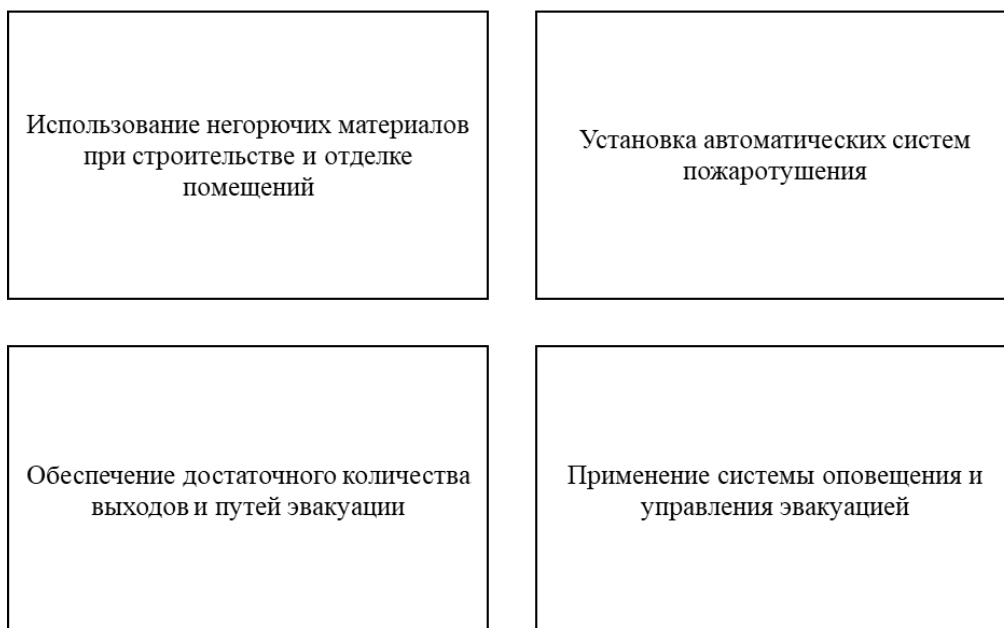 Использование негорючих материалов
при строительстве и отделке
помещений
Установка автоматических систем
пожаротушения
Обеспечение достаточного количества
выходов и путей эвакуации
Применение системы оповещения и
управления эвакуацией